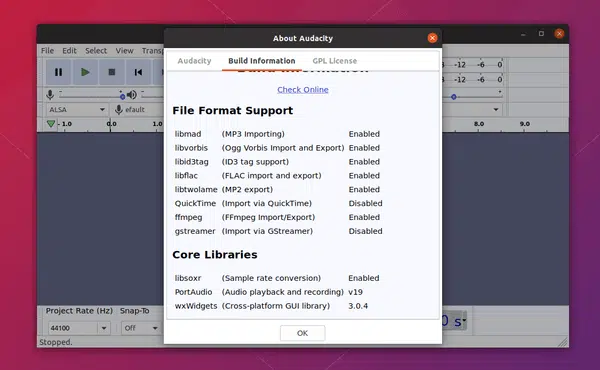 About Audacity
File Edit Select View
Audacity Build Information GPL License
Build Information
Check Online
File Format Support
libmad (MP3 Importing) Enabled
libvorbis (Ogg Vorbis Import and Export) Enabled
libid3tag (ID3 tag support) Enabled
libflac (FLAC import and export) Enabled
libtwolame (MP2 export) Enabled
QuickTime (Import via QuickTime) Disabled
ffmpeg (FFmpeg Import/Export) Enabled
gstreamer (Import via GStreamer) Disabled
Core Libraries
libsoxr (Sample rate conversion) Enabled
PortAudio (Audio playback and recording) v19
wxWidgets (Cross-platform GUI library) 3.0.4
OK
-12 -6 0
-12 -6 0
ALSA efault
- 1.0 0.0 1.0 8.0 9.0
Project Rate (Hz) Snap-To
44100 Off 0 s
Stopped.